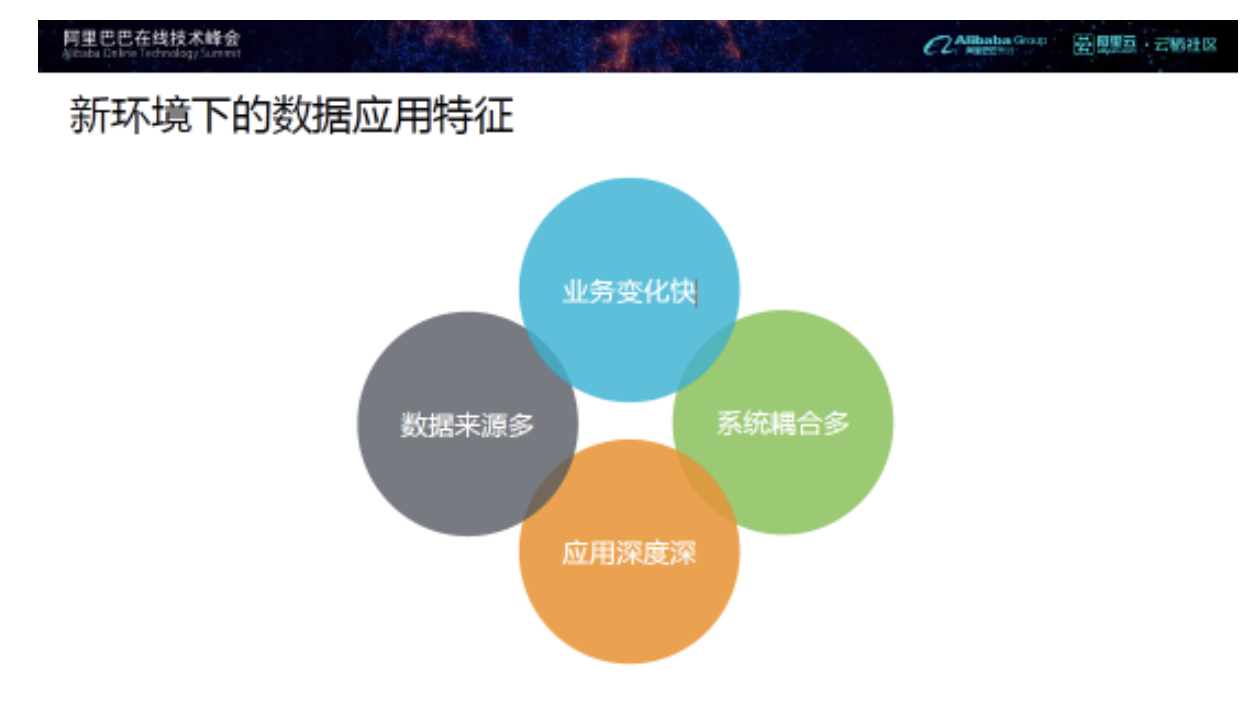 阿里巴巴在线技术峰会
Alibaba Online Technology Summit
Alibaba Group
阿里巴巴集团
阿里云 · 云栖社区
新环境下的数据应用特征
业务变化快
数据来源多
系统耦合多
应用深度深